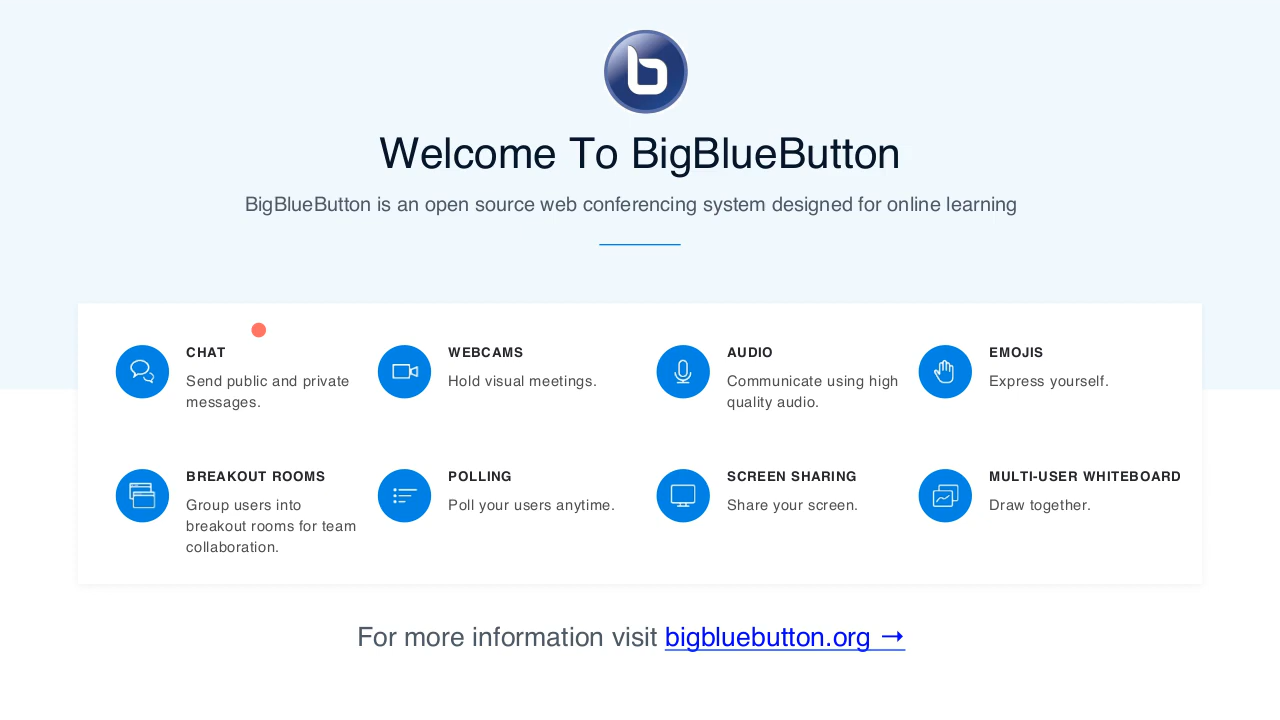 Welcome To BigBlueButton
BigBlueButton is an open source web conferencing system designed for online learning
CHAT
Send public and private
messages.
WEBCAMS
Hold visual meetings.
AUDIO
Communicate using high
quality audio.
EMOJIS
Express yourself.
BREAKOUT ROOMS
Group users into
breakout rooms for team
collaboration.
POLLING
Poll your users anytime.
SCREEN SHARING
Share your screen.
MULTI-USER WHITEBOARD
Draw together.
For more information visit bigbluebutton.org →